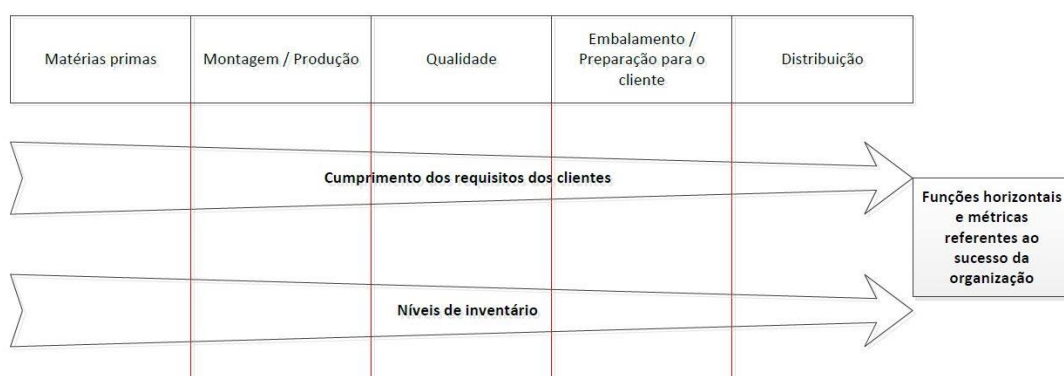 Matérias primas
Montagem / Produção
Qualidade
Embalamento /
Preparação para o
cliente
Distribuição
Cumprimento dos requisitos dos clientes
Níveis de inventário
Funções horizontais
e métricas
referentes ao
sucesso da
organização